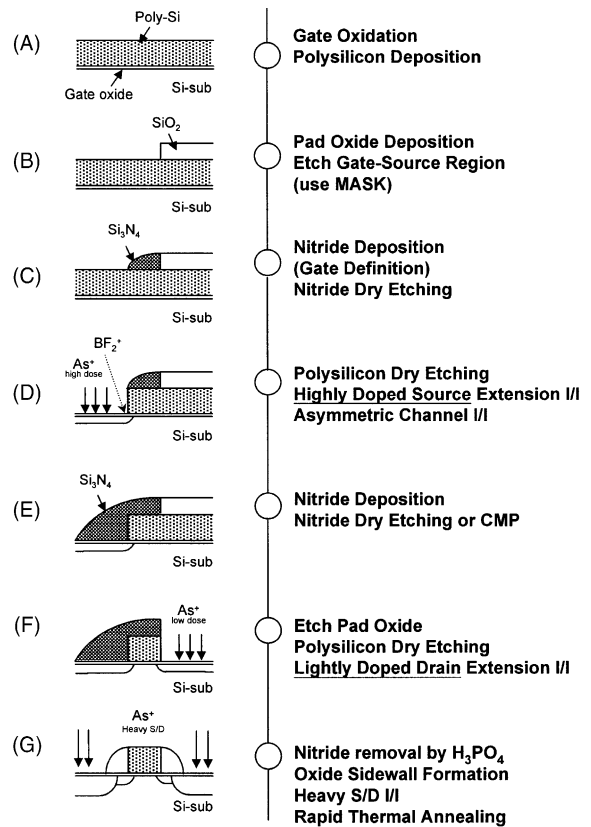 (A)
Poly-Si
Gate oxide
Si-sub
Gate Oxidation
Polysilicon Deposition
(B)
SiO₂
Si-sub
Pad Oxide Deposition
Etch Gate-Source Region
(use MASK)
(C)
Si₃N₄
Si-sub
Nitride Deposition
(Gate Definition)
Nitride Dry Etching
(D)
BF₂⁺
As⁺
high dose
Si-sub
Polysilicon Dry Etching
Highly Doped Source Extension I/I
Asymmetric Channel I/I
(E)
Si₃N₄
Si-sub
Nitride Deposition
Nitride Dry Etching or CMP
(F)
As⁺
low dose
Si-sub
Etch Pad Oxide
Polysilicon Dry Etching
Lightly Doped Drain Extension I/I
(G)
As⁺
Heavy S/D
Si-sub
Nitride removal by H₃PO₄
Oxide Sidewall Formation
Heavy S/D I/I
Rapid Thermal Annealing